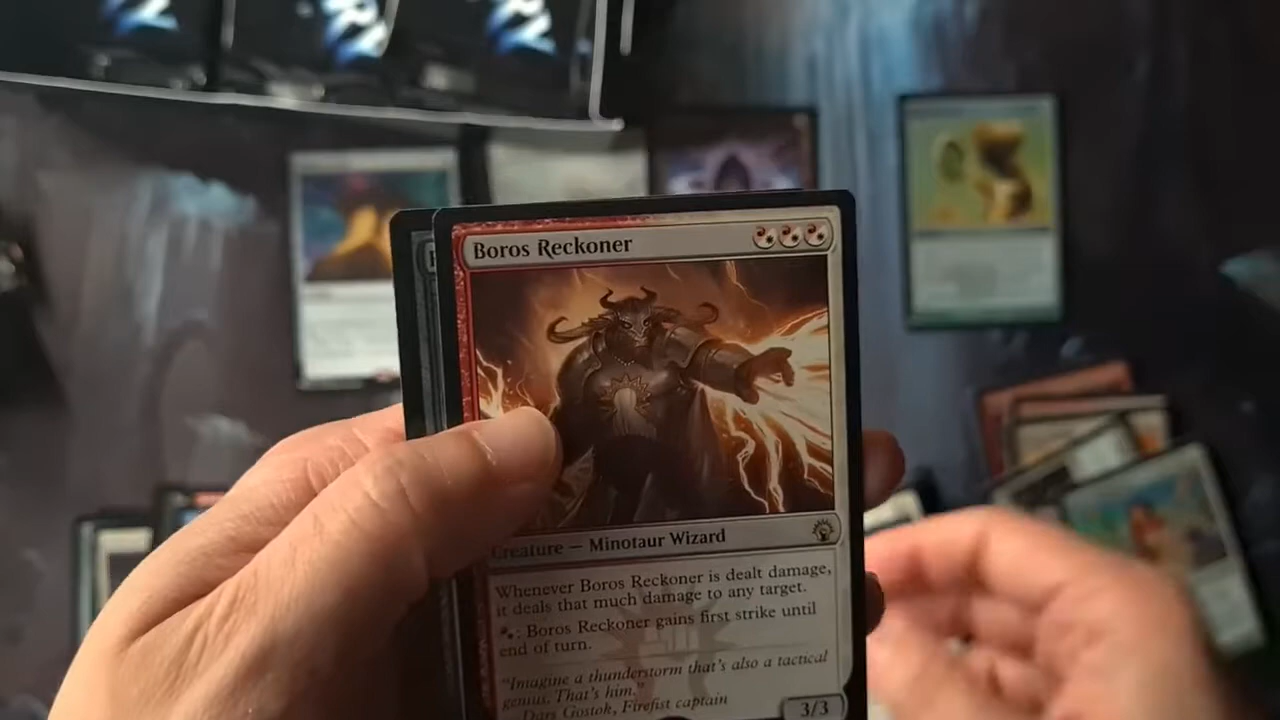 Boros Reckoner
Creature — Minotaur Wizard
Whenever Boros Reckoner is dealt damage,
it deals that much damage to any target.
: Boros Reckoner gains first strike until
end of turn.
"Imagine a thunderstorm that's also a tactical
genius. That's him."
Dars Gostok, Firefist captain
3/3